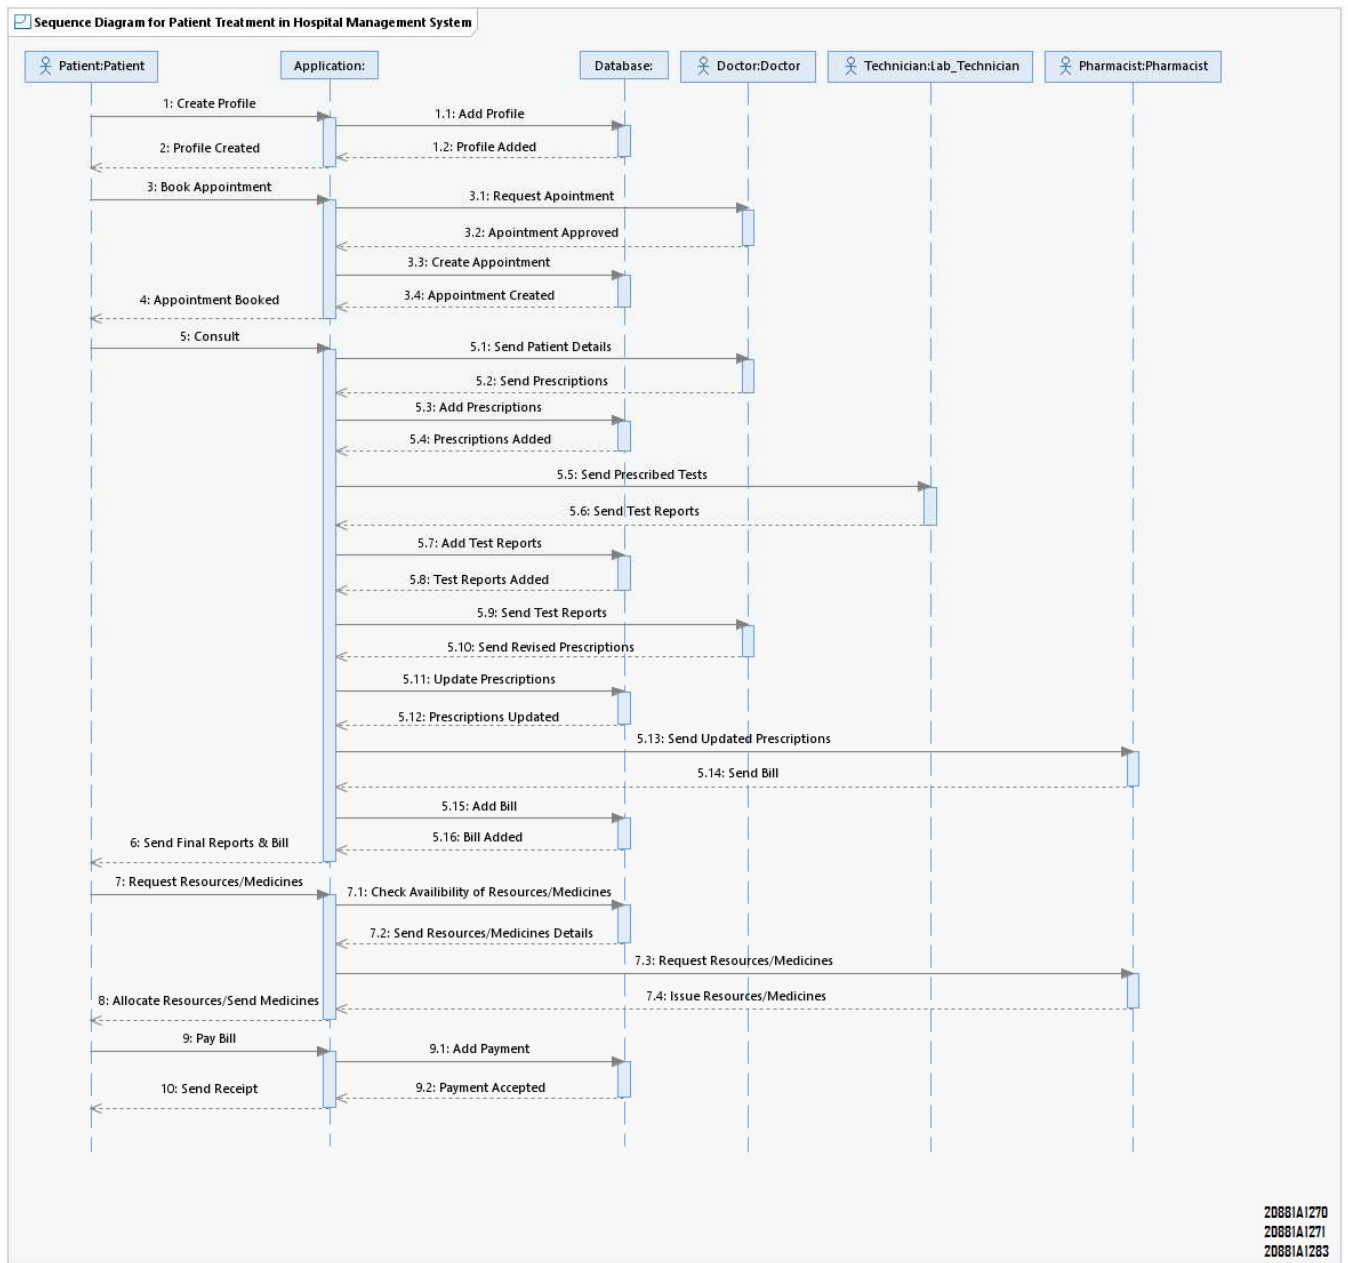 Sequence Diagram for Patient Treatment in Hospital Management System
Patient:Patient
Application:
Database:
Doctor:Doctor
Technician:Lab_Technician
Pharmacist:Pharmacist
1: Create Profile
1.1: Add Profile
1.2: Profile Added
2: Profile Created
3: Book Appointment
3.1: Request Apointment
3.2: Apointment Approved
3.3: Create Appointment
3.4: Appointment Created
4: Appointment Booked
5: Consult
5.1: Send Patient Details
5.2: Send Prescriptions
5.3: Add Prescriptions
5.4: Prescriptions Added
5.5: Send Prescribed Tests
5.6: Send Test Reports
5.7: Add Test Reports
5.8: Test Reports Added
5.9: Send Test Reports
5.10: Send Revised Prescriptions
5.11: Update Prescriptions
5.12: Prescriptions Updated
5.13: Send Updated Prescriptions
5.14: Send Bill
5.15: Add Bill
5.16: Bill Added
6: Send Final Reports & Bill
7: Request Resources/Medicines
7.1: Check Availibility of Resources/Medicines
7.2: Send Resources/Medicines Details
7.3: Request Resources/Medicines
7.4: Issue Resources/Medicines
8: Allocate Resources/Send Medicines
9: Pay Bill
9.1: Add Payment
9.2: Payment Accepted
10: Send Receipt
20881A1270
20881A1271
20881A1283